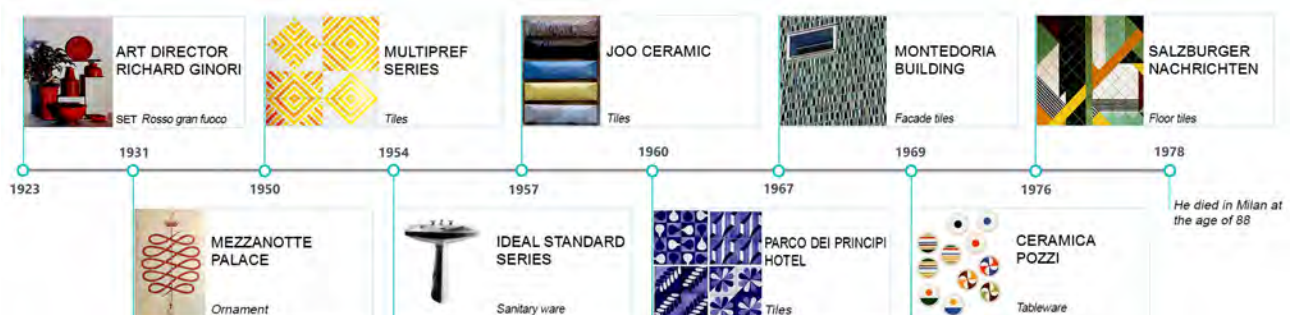 ART DIRECTOR
RICHARD GINORI
SET Rosso gran fuoco
MULTIPREF
SERIES
Tiles
JOO CERAMIC
Tiles
MONTEDORIA
BUILDING
Facade tiles
SALZBURGER
NACHRICHTEN
Floor tiles
1931
1954
1960
1969
1978
1923
1950
1957
1967
1976
MEZZANOTTE
PALACE
Ornament
IDEAL STANDARD
SERIES
Sanitary ware
PARCO DEI PRINCIPI
HOTEL
Tiles
CERAMICA
POZZI
Tableware
He died in Milan at
the age of 88